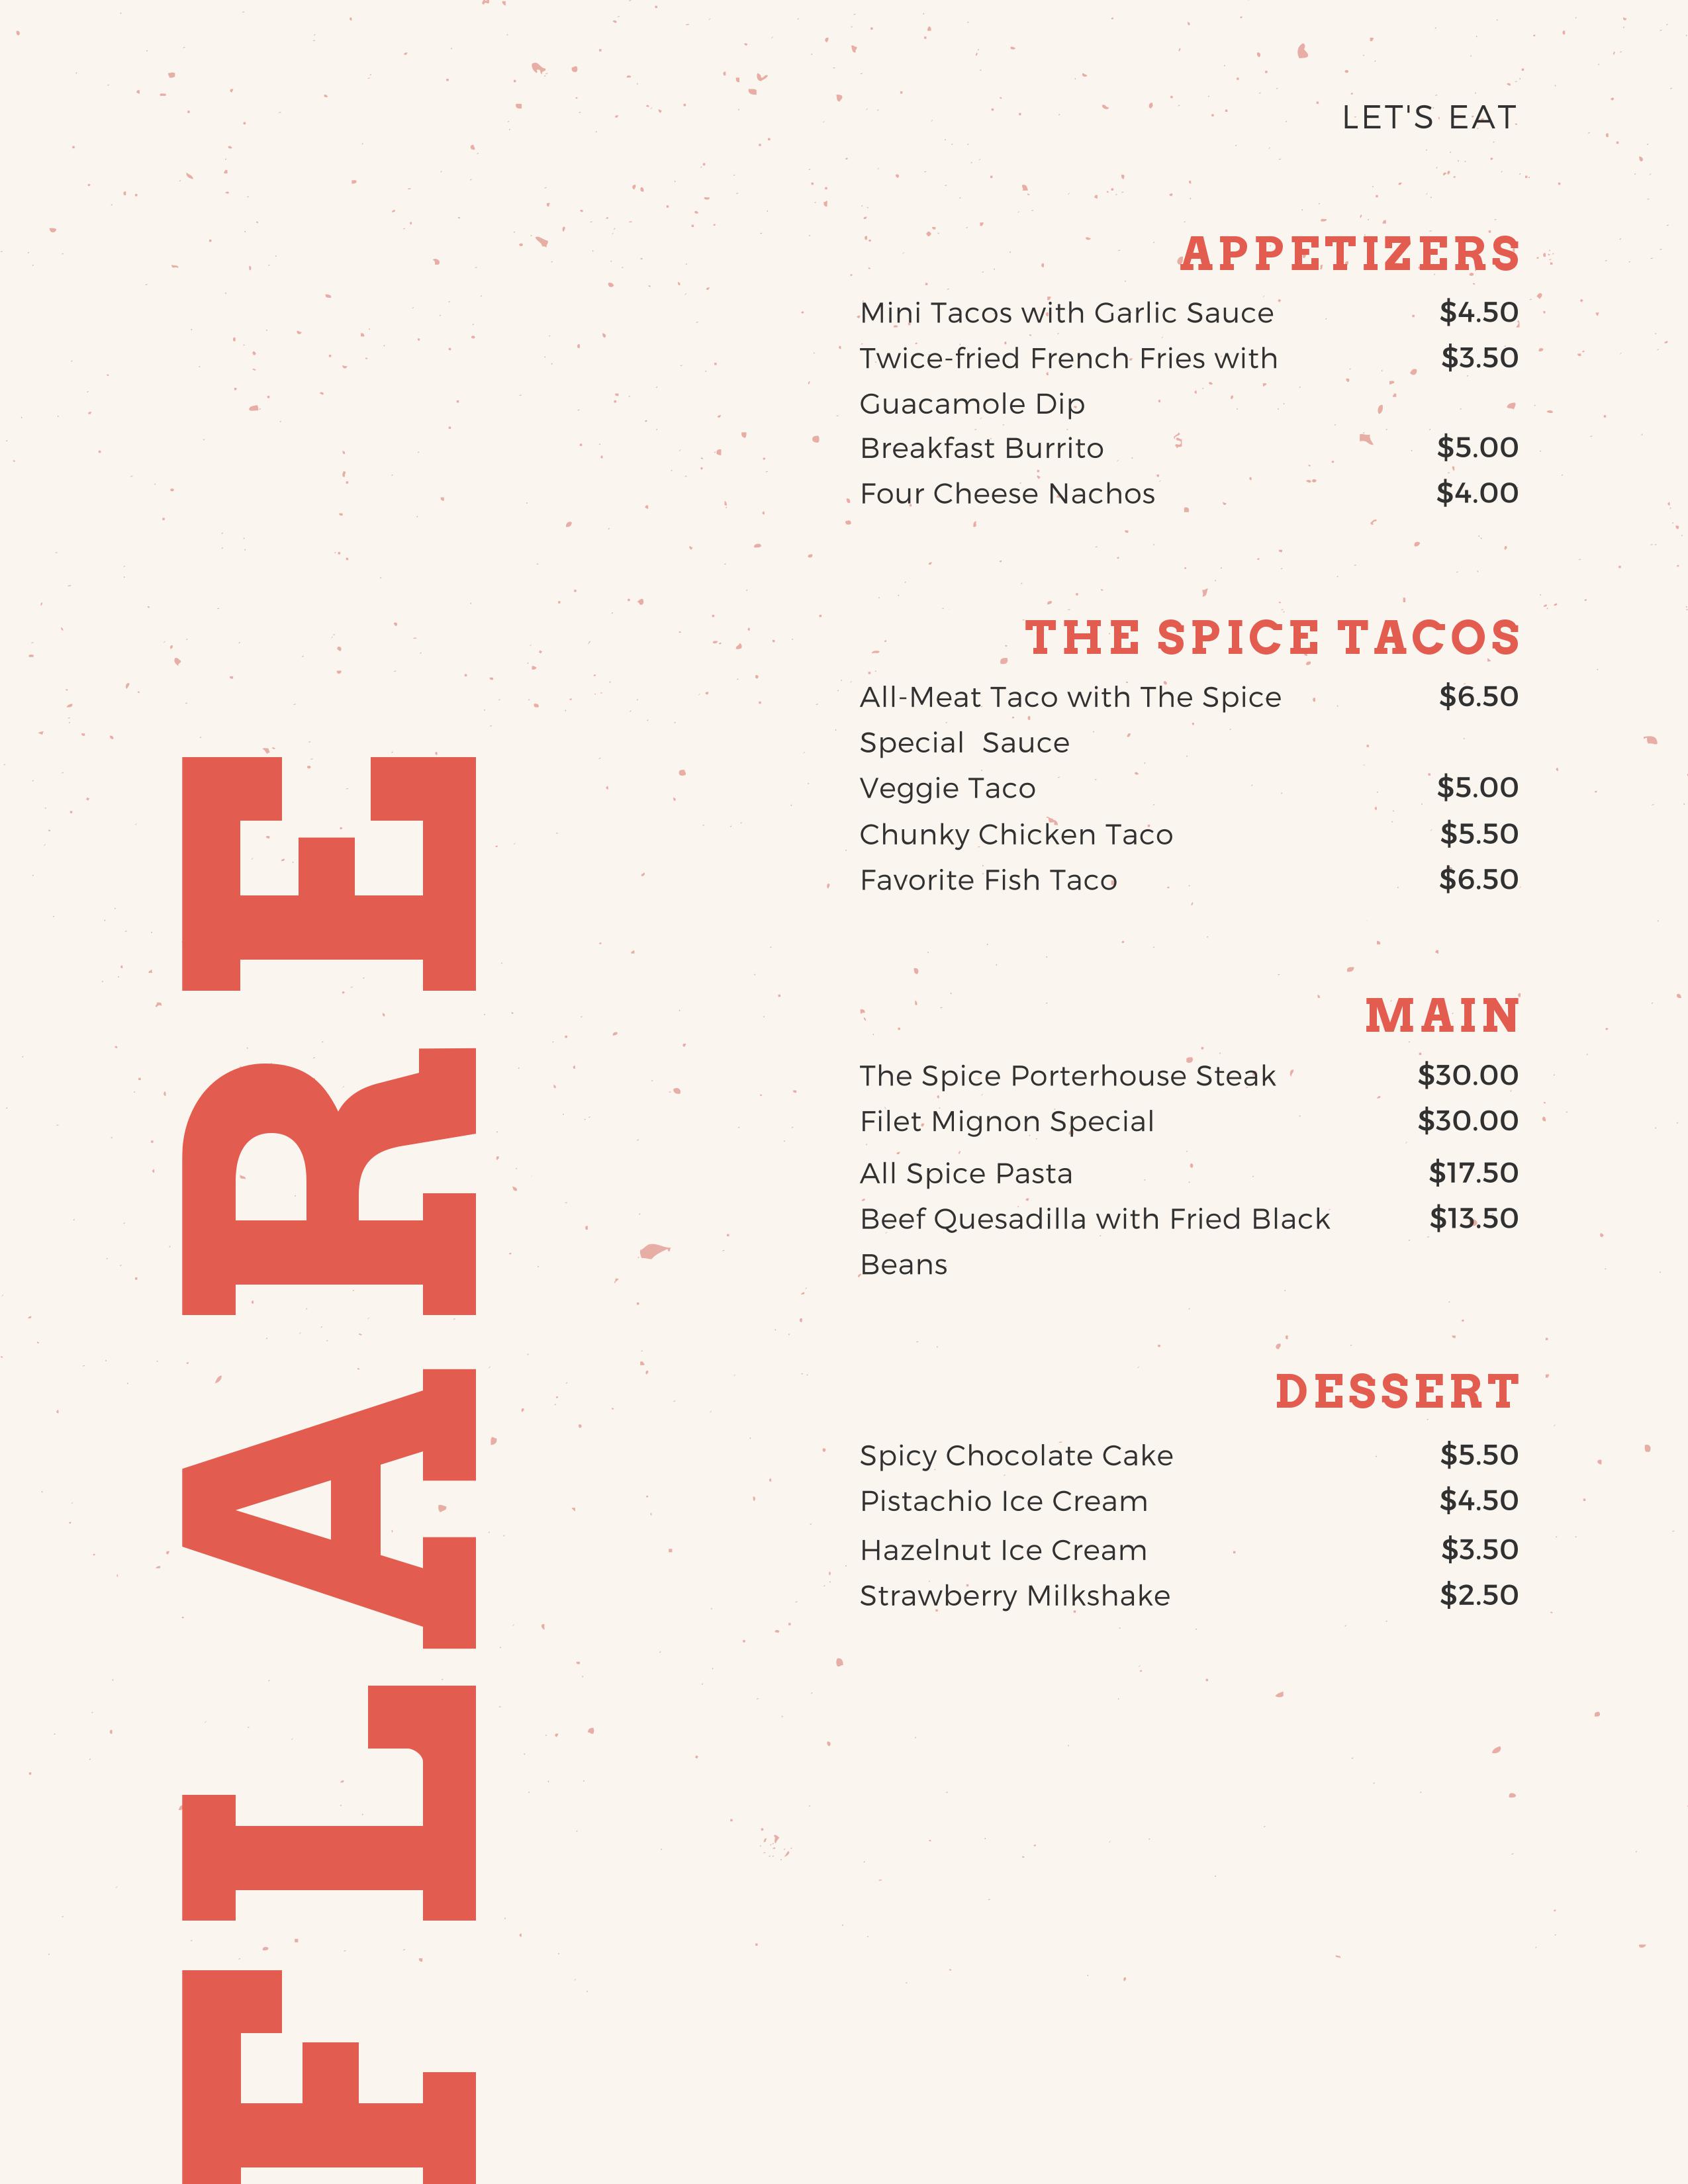 LET'S EAT
APPETIZERS
Mini Tacos with Garlic Sauce $4.50
Twice-fried French Fries with $3.50
Guacamole Dip
Breakfast Burrito $5.00
Four Cheese Nachos $4.00
THE SPICE TACOS
All-Meat Taco with The Spice $6.50
Special Sauce
Veggie Taco $5.00
Chunky Chicken Taco $5.50
Favorite Fish Taco $6.50
MAIN
The Spice Porterhouse Steak $30.00
Filet Mignon Special $30.00
All Spice Pasta $17.50
Beef Quesadilla with Fried Black $13.50
Beans
DESSERT
Spicy Chocolate Cake $5.50
Pistachio Ice Cream $4.50
Hazelnut Ice Cream $3.50
Strawberry Milkshake $2.50
FLARE